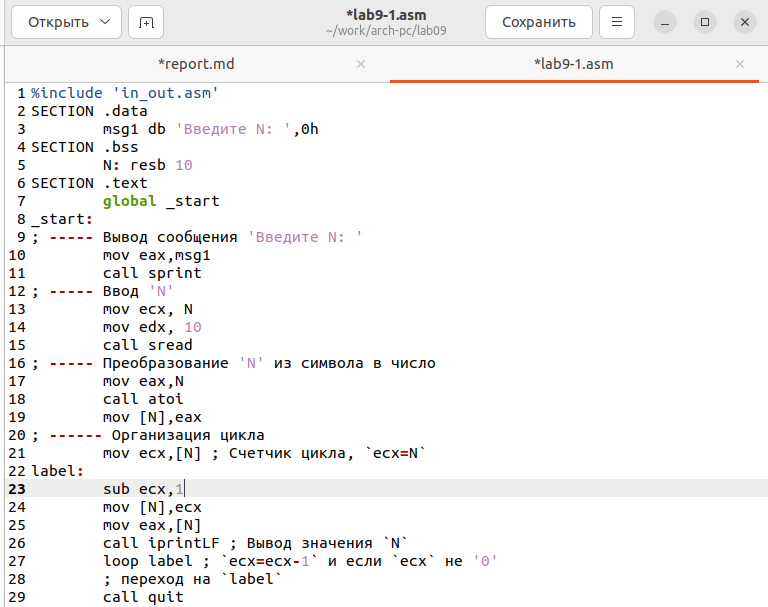 Открыть
*lab9-1.asm
~/work/arch-pc/lab09
Сохранить
*report.md
*lab9-1.asm
1 %include 'in_out.asm'
2 SECTION .data
3         msg1 db 'Введите N: ',0h
4 SECTION .bss
5         N: resb 10
6 SECTION .text
7         global _start
8 _start:
9 ; ----- Вывод сообщения 'Введите N: '
10         mov eax,msg1
11         call sprint
12 ; ----- Ввод 'N'
13         mov ecx, N
14         mov edx, 10
15         call sread
16 ; ----- Преобразование 'N' из символа в число
17         mov eax,N
18         call atoi
19         mov [N],eax
20 ; ------ Организация цикла
21         mov ecx,[N] ; Счетчик цикла, `ecx=N`
22 label:
23         sub ecx,1
24         mov [N],ecx
25         mov eax,[N]
26         call iprintLF ; Вывод значения `N`
27         loop label ; `ecx=ecx-1` и если `ecx` не '0'
28         ; переход на `label`
29         call quit